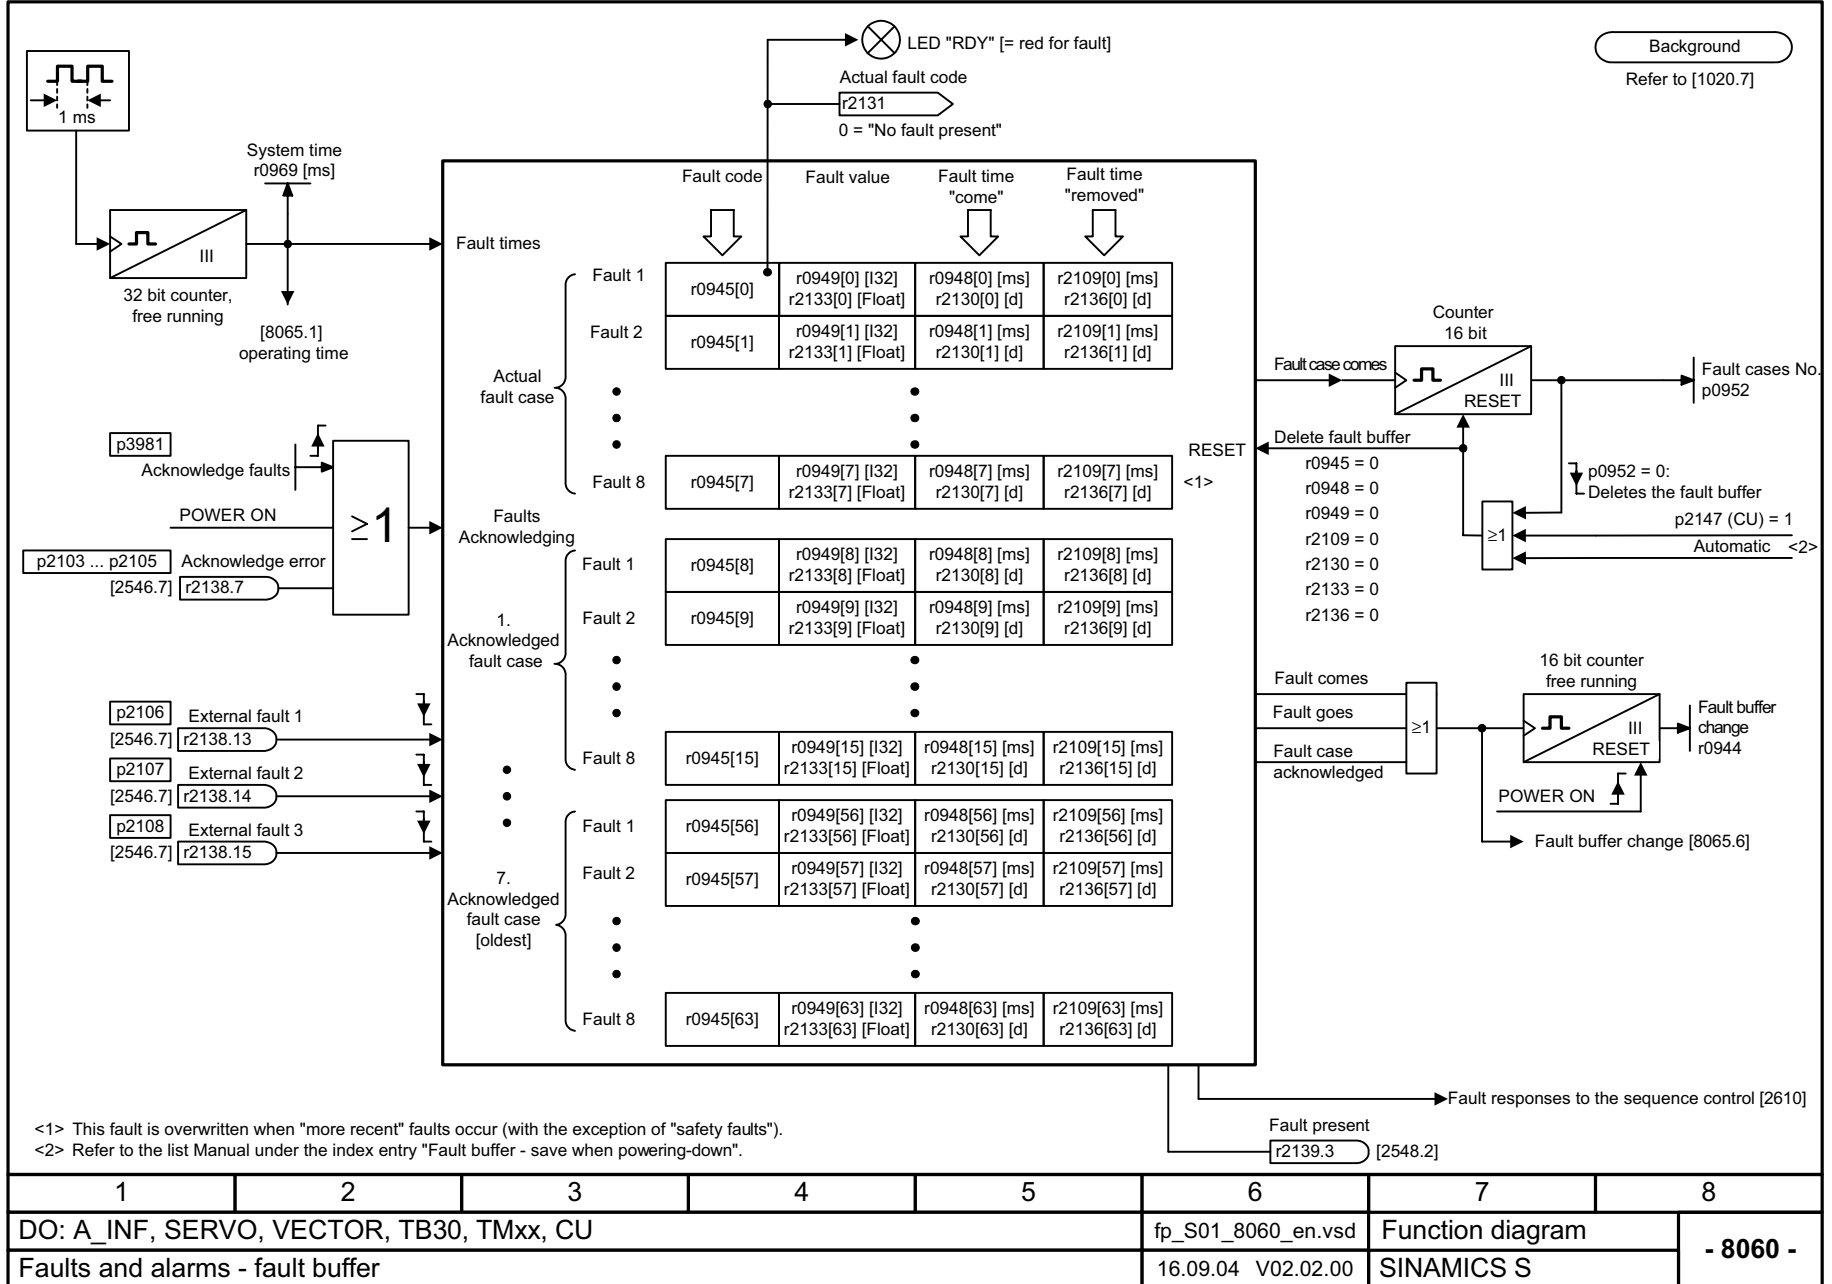 LED "RDY" [= red for fault]
Background
Refer to [1020.7]
Actual fault code
r2131
0 = "No fault present"
1 ms
System time
r0969 [ms]
III
32 bit counter,
free running
[8065.1]
operating time
Fault code
Fault value
Fault time
"come"
Fault time
"removed"
Fault times
Actual
fault case
Fault 1
r0945[0]
r0949[0] [I32]
r2133[0] [Float]
r0948[0] [ms]
r2130[0] [d]
r2109[0] [ms]
r2136[0] [d]
Fault 2
r0945[1]
r0949[1] [I32]
r2133[1] [Float]
r0948[1] [ms]
r2130[1] [d]
r2109[1] [ms]
r2136[1] [d]
Fault 8
r0945[7]
r0949[7] [I32]
r2133[7] [Float]
r0948[7] [ms]
r2130[7] [d]
r2109[7] [ms]
r2136[7] [d]
RESET
<1>
p3981
Acknowledge faults
POWER ON
p2103 ... p2105
Acknowledge error
[2546.7]
r2138.7
≥1
Faults
Acknowledging
1.
Acknowledged
fault case
Fault 1
r0945[8]
r0949[8] [I32]
r2133[8] [Float]
r0948[8] [ms]
r2130[8] [d]
r2109[8] [ms]
r2136[8] [d]
Fault 2
r0945[9]
r0949[9] [I32]
r2133[9] [Float]
r0948[9] [ms]
r2130[9] [d]
r2109[9] [ms]
r2136[9] [d]
Fault 8
r0945[15]
r0949[15] [I32]
r2133[15] [Float]
r0948[15] [ms]
r2130[15] [d]
r2109[15] [ms]
r2136[15] [d]
p2106
External fault 1
[2546.7]
r2138.13
p2107
External fault 2
[2546.7]
r2138.14
p2108
External fault 3
[2546.7]
r2138.15
7.
Acknowledged
fault case
[oldest]
Fault 1
r0945[56]
r0949[56] [I32]
r2133[56] [Float]
r0948[56] [ms]
r2130[56] [d]
r2109[56] [ms]
r2136[56] [d]
Fault 2
r0945[57]
r0949[57] [I32]
r2133[57] [Float]
r0948[57] [ms]
r2130[57] [d]
r2109[57] [ms]
r2136[57] [d]
Fault 8
r0945[63]
r0949[63] [I32]
r2133[63] [Float]
r0948[63] [ms]
r2130[63] [d]
r2109[63] [ms]
r2136[63] [d]
Counter
16 bit
Fault case comes
III
RESET
Fault cases No.
p0952
Delete fault buffer
r0945 = 0
r0948 = 0
r0949 = 0
r2109 = 0
r2130 = 0
r2133 = 0
r2136 = 0
p0952 = 0:
Deletes the fault buffer
p2147 (CU) = 1
Automatic <2>
≥1
Fault comes
Fault goes
Fault case
acknowledged
≥1
16 bit counter
free running
III
RESET
Fault buffer
change
r0944
POWER ON
Fault buffer change [8065.6]
Fault responses to the sequence control [2610]
Fault present
r2139.3
[2548.2]
<1> This fault is overwritten when "more recent" faults occur (with the exception of "safety faults").
<2> Refer to the list Manual under the index entry "Fault buffer - save when powering-down".
1 2 3 4 5 6 7 8
DO: A_INF, SERVO, VECTOR, TB30, TMxx, CU
fp_S01_8060_en.vsd
Function diagram
- 8060 -
Faults and alarms - fault buffer
16.09.04 V02.02.00
SINAMICS S